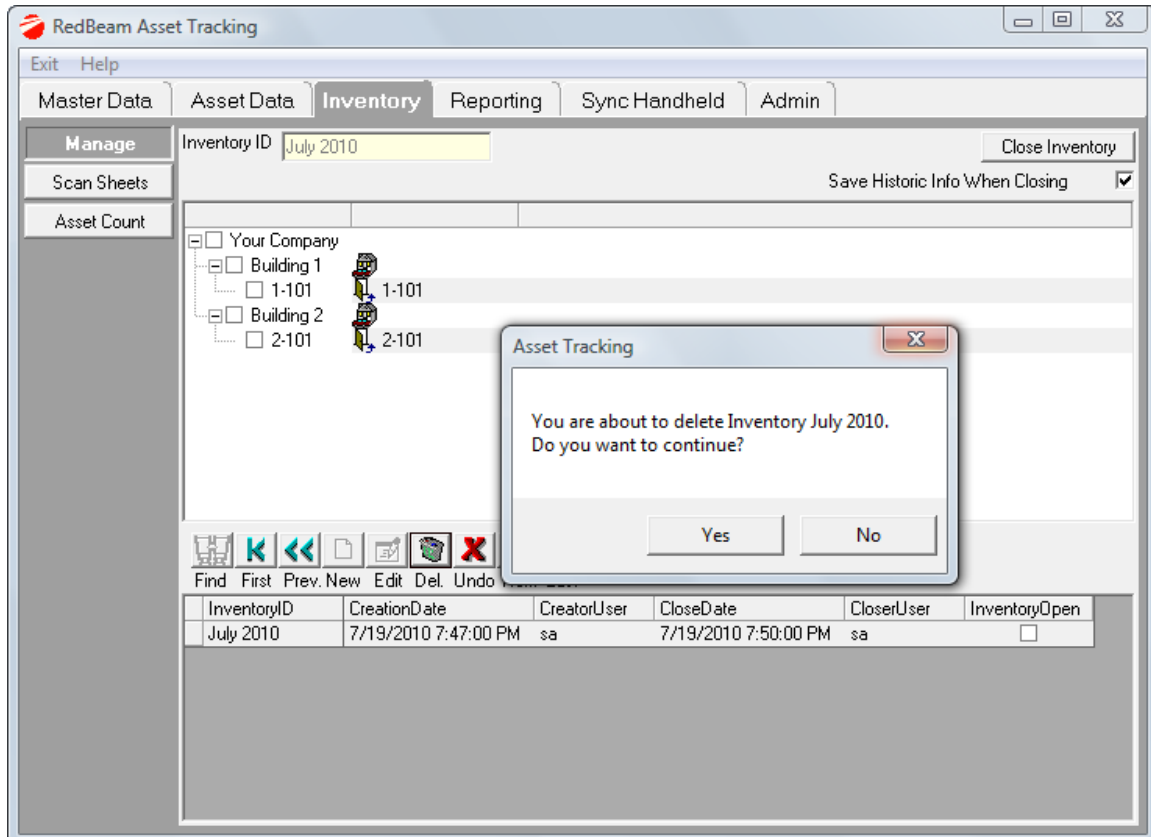 RedBeam Asset Tracking
Exit Help
Master Data Asset Data Inventory Reporting Sync Handheld Admin
Manage Inventory ID July 2010 Close Inventory
Scan Sheets Save Historic Info When Closing
Asset Count
Your Company
Building 1
1-101 1-101
Building 2
2-101 2-101
Asset Tracking
You are about to delete Inventory July 2010.
Do you want to continue?
Yes No
Find First Prev. New Edit Del. Undo
InventoryID CreationDate CreatorUser CloseDate CloserUser InventoryOpen
July 2010 7/19/2010 7:47:00 PM sa 7/19/2010 7:50:00 PM sa